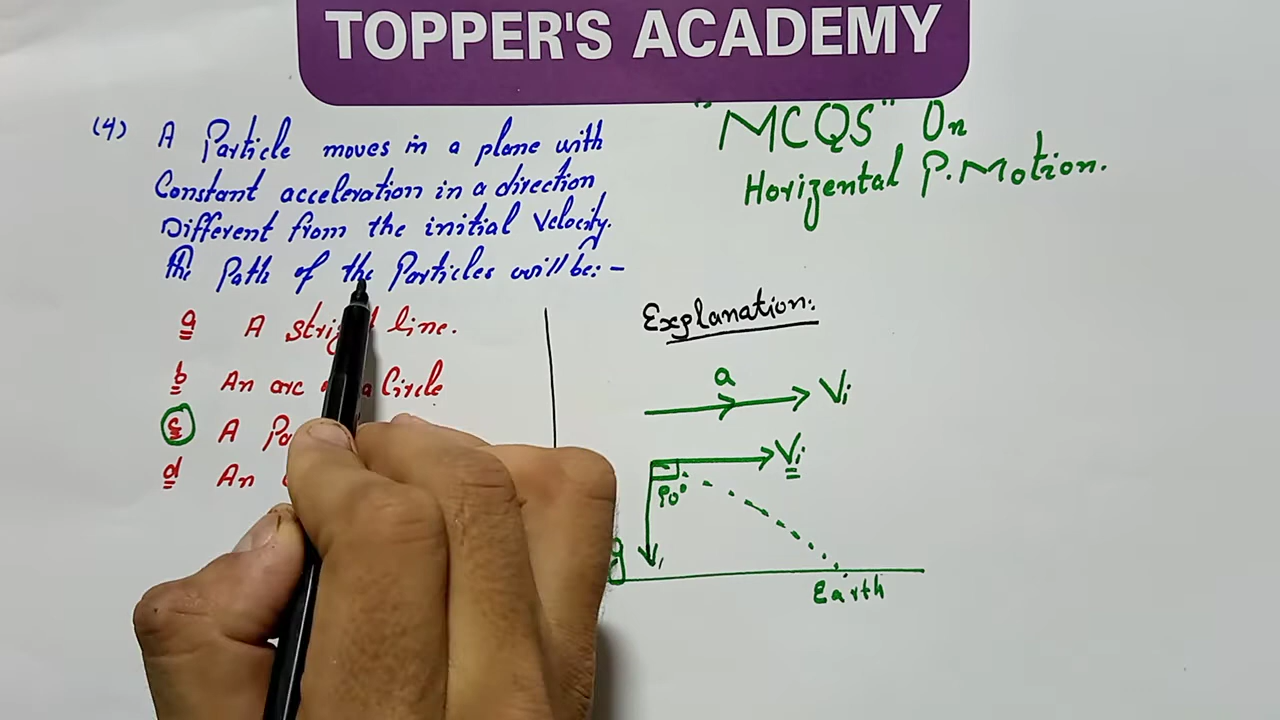 TOPPER'S ACADEMY
"MCQS" On
Horizental P.Motion.
(4) A Particle moves in a plane with
Constant acceleration in a direction
Different from the initial Velocity.
The Path of the Particles will be:-
a A line.
b An arc a Circle
c A
d An
Explanation:
a Vi
Vi
90°
g
Earth